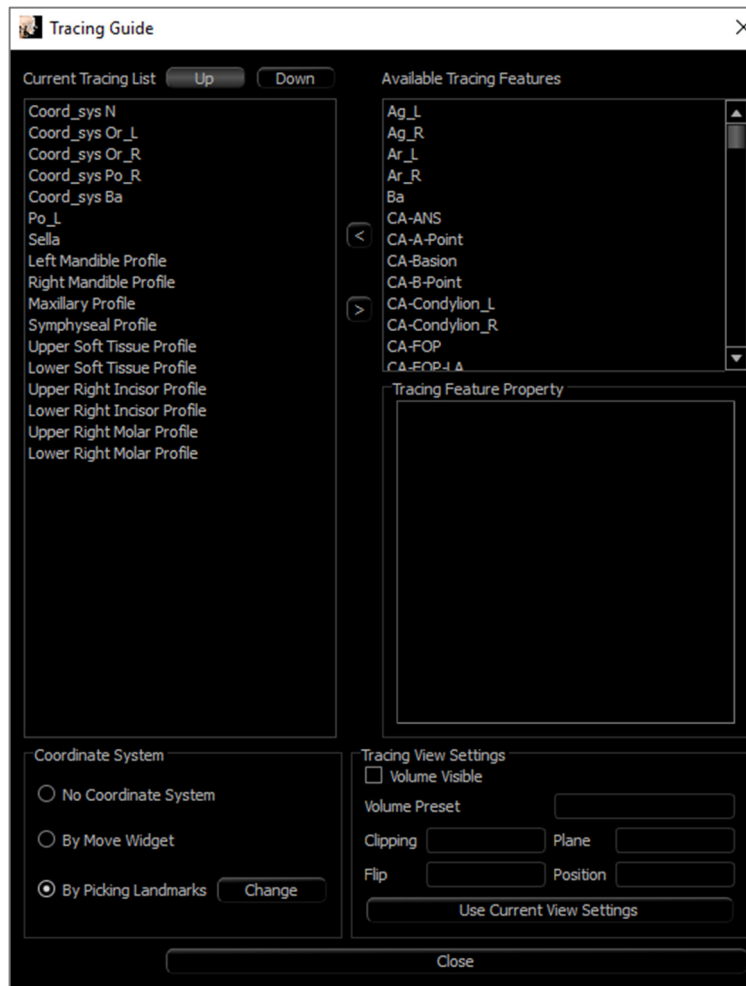 Tracing Guide
Current Tracing List Up Down
Coord_sys N
Coord_sys Or_L
Coord_sys Or_R
Coord_sys Po_R
Coord_sys Ba
Po_L
Sella
Left Mandible Profile
Right Mandible Profile
Maxillary Profile
Symphyseal Profile
Upper Soft Tissue Profile
Lower Soft Tissue Profile
Upper Right Incisor Profile
Lower Right Incisor Profile
Upper Right Molar Profile
Lower Right Molar Profile
<
>
Available Tracing Features
Ag_L
Ag_R
Ar_L
Ar_R
Ba
CA-ANS
CA-A-Point
CA-Basion
CA-B-Point
CA-Condylion_L
CA-Condylion_R
CA-FOP
CA-FOP-LA
Tracing Feature Property
Coordinate System
No Coordinate System
By Move Widget
By Picking Landmarks Change
Tracing View Settings
Volume Visible
Volume Preset
Clipping Plane
Flip Position
Use Current View Settings
Close